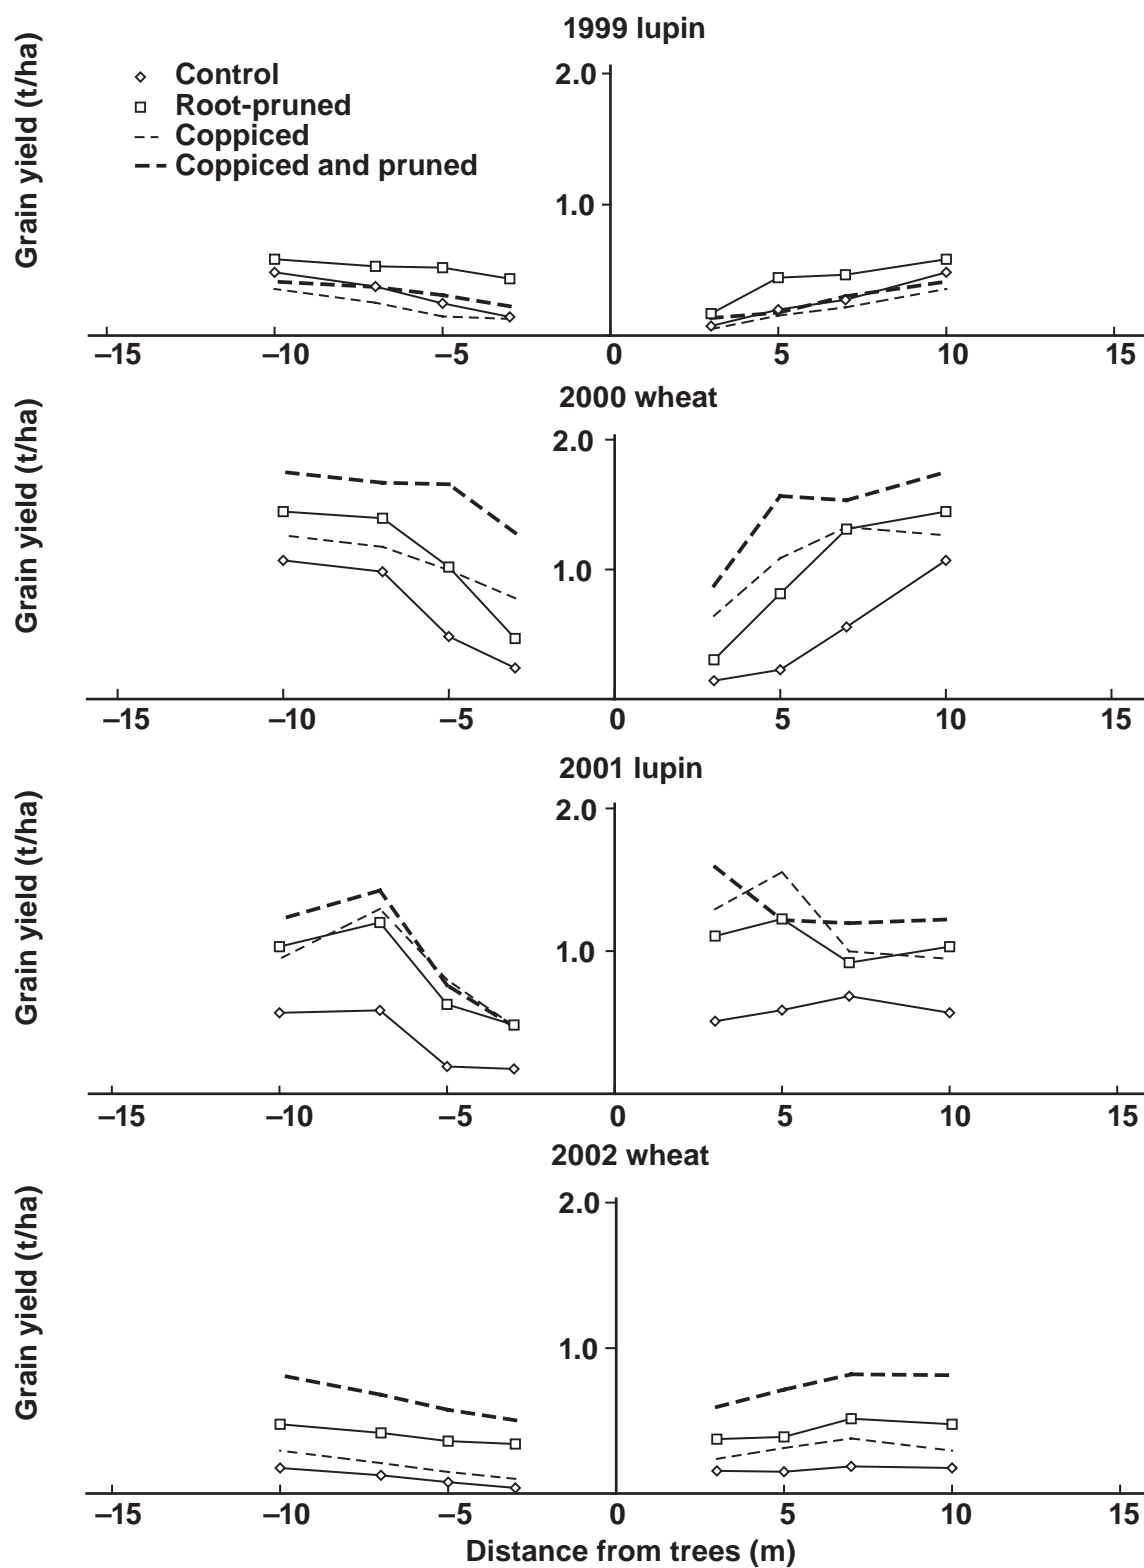 1999 lupin
Grain yield (t/ha)
Control
Root-pruned
Coppiced
Coppiced and pruned
2.0
1.0
–15 –10 –5 0 5 10 15
2000 wheat
Grain yield (t/ha)
2.0
1.0
–15 –10 –5 0 5 10 15
2001 lupin
Grain yield (t/ha)
2.0
1.0
–15 –10 –5 0 5 10 15
2002 wheat
Grain yield (t/ha)
2.0
1.0
–15 –10 –5 0 5 10 15
Distance from trees (m)